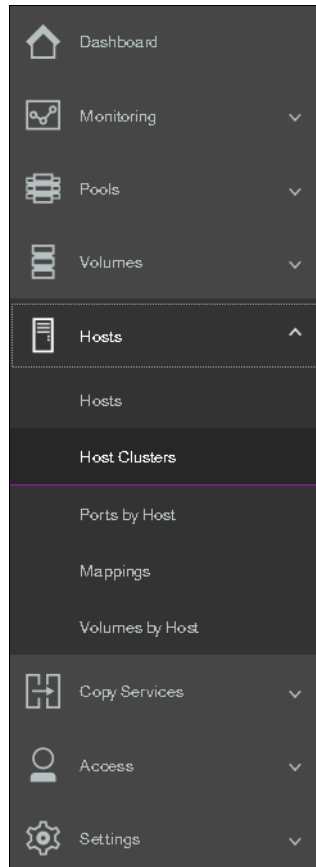 Dashboard
Monitoring
Pools
Volumes
Hosts
Hosts
Host Clusters
Ports by Host
Mappings
Volumes by Host
Copy Services
Access
Settings